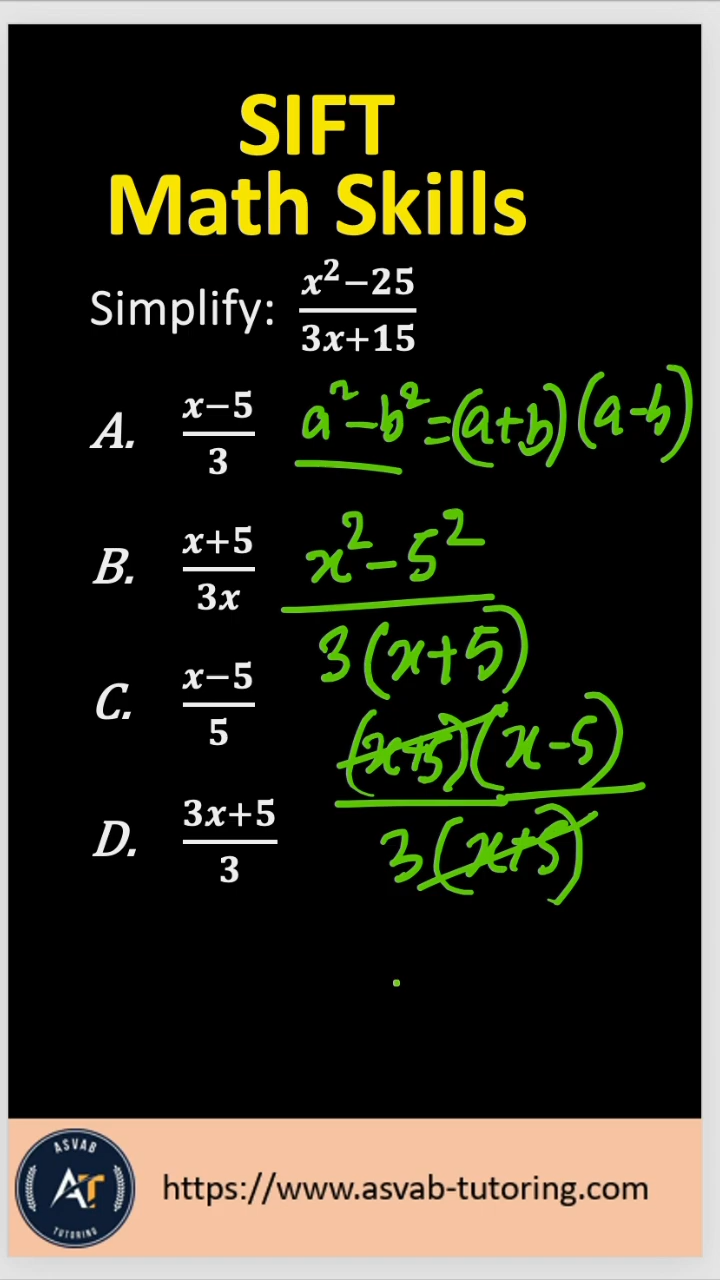 SIFT
Math Skills
Simplify: x²−25 / 3x+15
A. x−5 / 3
a²−b²=(a+b)(a−b)
B. x+5 / 3x
x²−5² / 3(x+5)
C. x−5 / 5
(x+5)(x−5) / 3(x+5)
D. 3x+5 / 3
ASVAB
AT
TUTORING
https://www.asvab-tutoring.com